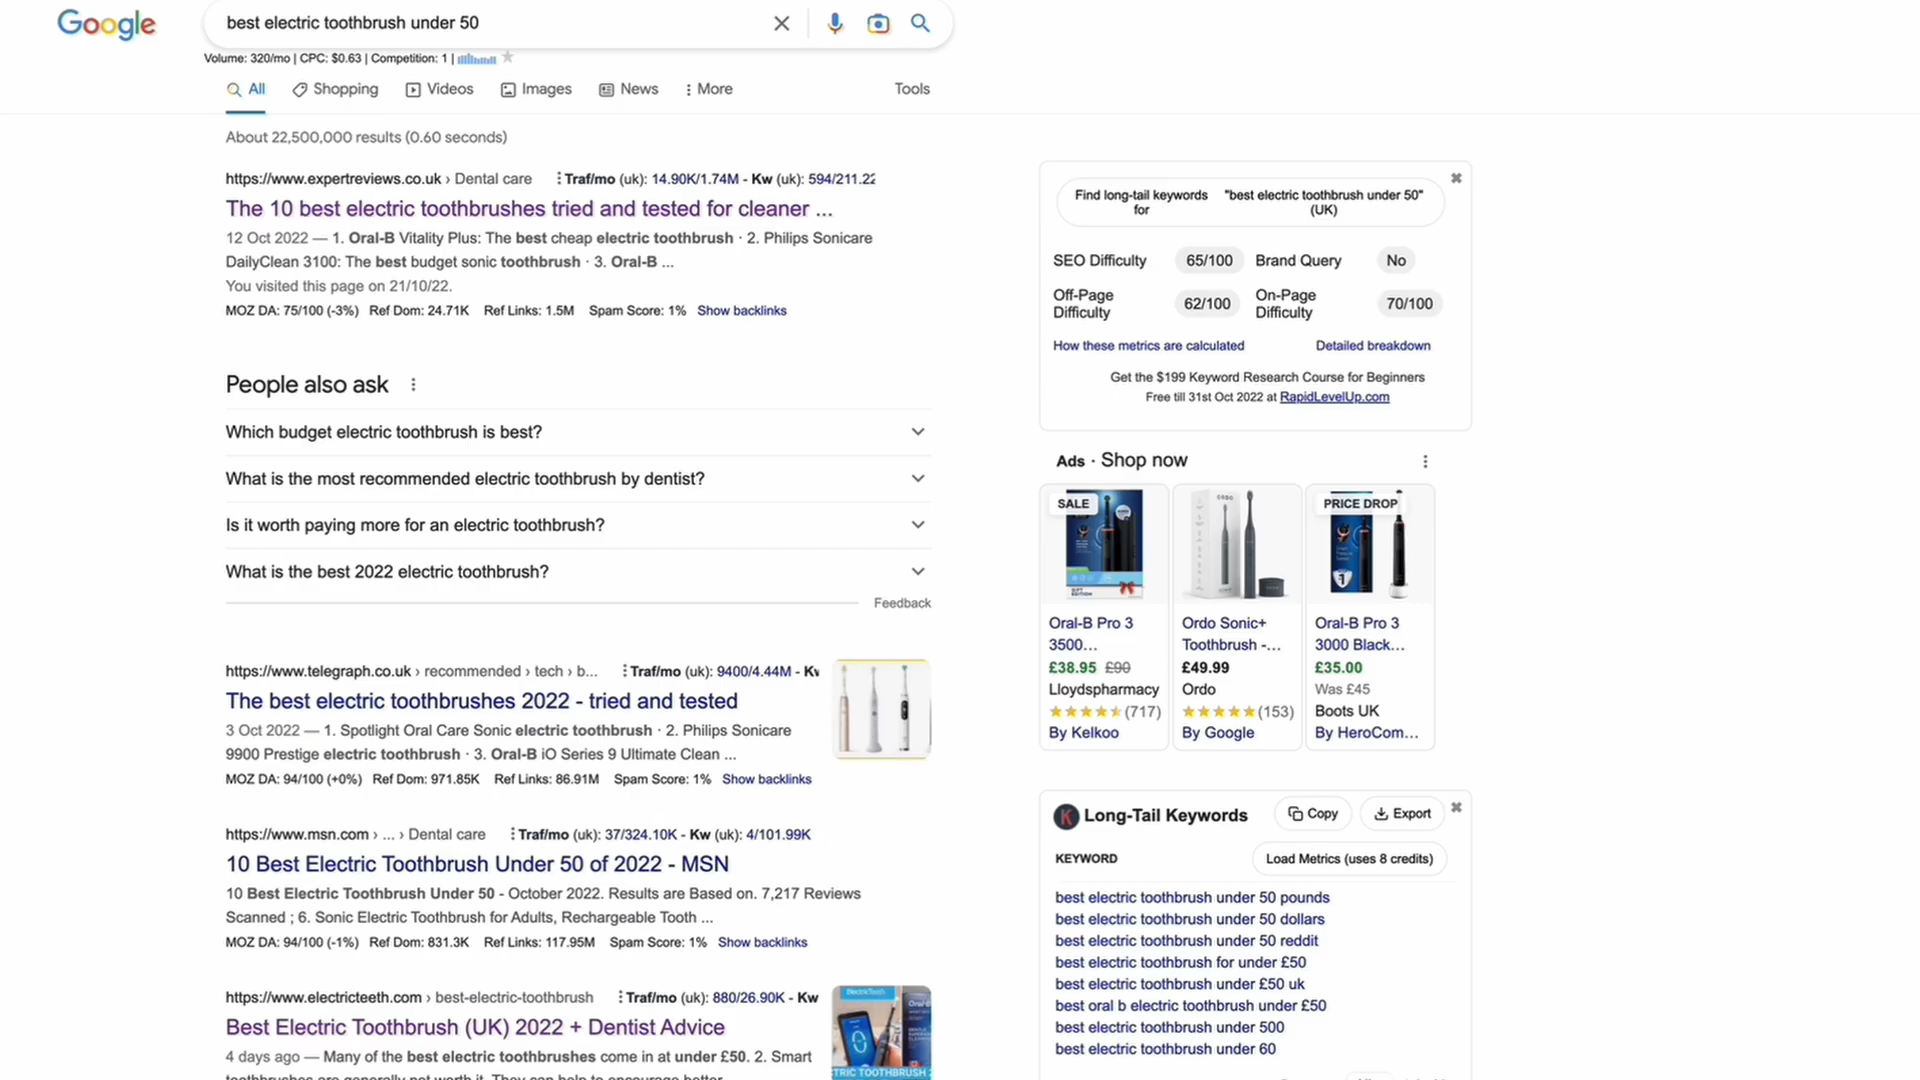 Google
best electric toothbrush under 50
Volume: 320/mo | CPC: $0.63 | Competition: 1 |
All Shopping Videos Images News More Tools
About 22,500,000 results (0.60 seconds)
https://www.expertreviews.co.uk › Dental care Traf/mo (uk): 14.90K/1.74M - Kw (uk): 594/211.22
The 10 best electric toothbrushes tried and tested for cleaner ...
12 Oct 2022 — 1. Oral-B Vitality Plus: The best cheap electric toothbrush · 2. Philips Sonicare
DailyClean 3100: The best budget sonic toothbrush · 3. Oral-B ...
You visited this page on 21/10/22.
MOZ DA: 75/100 (-3%) Ref Dom: 24.71K Ref Links: 1.5M Spam Score: 1% Show backlinks
People also ask
Which budget electric toothbrush is best?
What is the most recommended electric toothbrush by dentist?
Is it worth paying more for an electric toothbrush?
What is the best 2022 electric toothbrush?
Feedback
https://www.telegraph.co.uk › recommended › tech › b... Traf/mo (uk): 9400/4.44M - Kw
The best electric toothbrushes 2022 - tried and tested
3 Oct 2022 — 1. Spotlight Oral Care Sonic electric toothbrush · 2. Philips Sonicare
9900 Prestige electric toothbrush · 3. Oral-B iO Series 9 Ultimate Clean ...
MOZ DA: 94/100 (+0%) Ref Dom: 971.85K Ref Links: 86.91M Spam Score: 1% Show backlinks
https://www.msn.com › ... › Dental care Traf/mo (uk): 37/324.10K - Kw (uk): 4/101.99K
10 Best Electric Toothbrush Under 50 of 2022 - MSN
10 Best Electric Toothbrush Under 50 - October 2022. Results are Based on. 7,217 Reviews
Scanned ; 6. Sonic Electric Toothbrush for Adults, Rechargeable Tooth ...
MOZ DA: 94/100 (-1%) Ref Dom: 831.3K Ref Links: 117.95M Spam Score: 1% Show backlinks
https://www.electricteeth.com › best-electric-toothbrush Traf/mo (uk): 880/26.90K - Kw
Best Electric Toothbrush (UK) 2022 + Dentist Advice
4 days ago — Many of the best electric toothbrushes come in at under £50. 2. Smart
toothbrushes are generally not worth it. They can help to encourage better
Find long-tail keywords for "best electric toothbrush under 50" (UK)
SEO Difficulty 65/100 Brand Query No
Off-Page Difficulty 62/100 On-Page Difficulty 70/100
How these metrics are calculated Detailed breakdown
Get the $199 Keyword Research Course for Beginners
Free till 31st Oct 2022 at RapidLevelUp.com
Ads · Shop now
SALE
Oral-B Pro 3
3500...
£38.95 £90
Lloydspharmacy
(717)
By Kelkoo
Ordo Sonic+
Toothbrush -...
£49.99
Ordo
(153)
By Google
PRICE DROP
Oral-B Pro 3
3000 Black...
£35.00
Was £45
Boots UK
By HeroCom...
Long-Tail Keywords Copy Export
KEYWORD Load Metrics (uses 8 credits)
best electric toothbrush under 50 pounds
best electric toothbrush under 50 dollars
best electric toothbrush under 50 reddit
best electric toothbrush for under £50
best electric toothbrush under £50 uk
best oral b electric toothbrush under £50
best electric toothbrush under 500
best electric toothbrush under 60